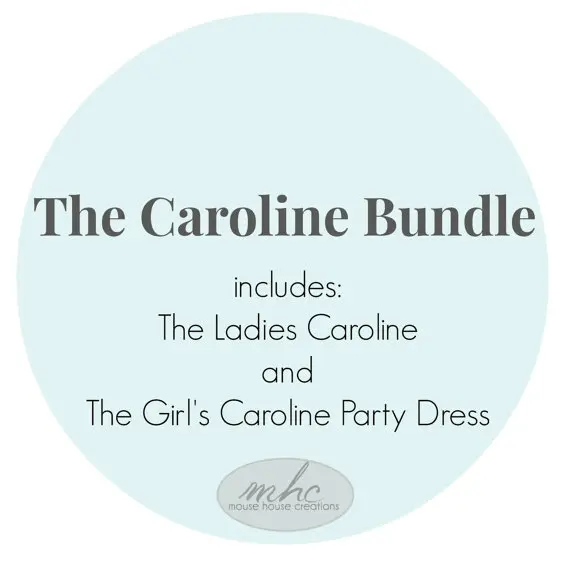 The Caroline Bundle
includes:
The Ladies Caroline
and
The Girl's Caroline Party Dress
mhc
mouse house creations